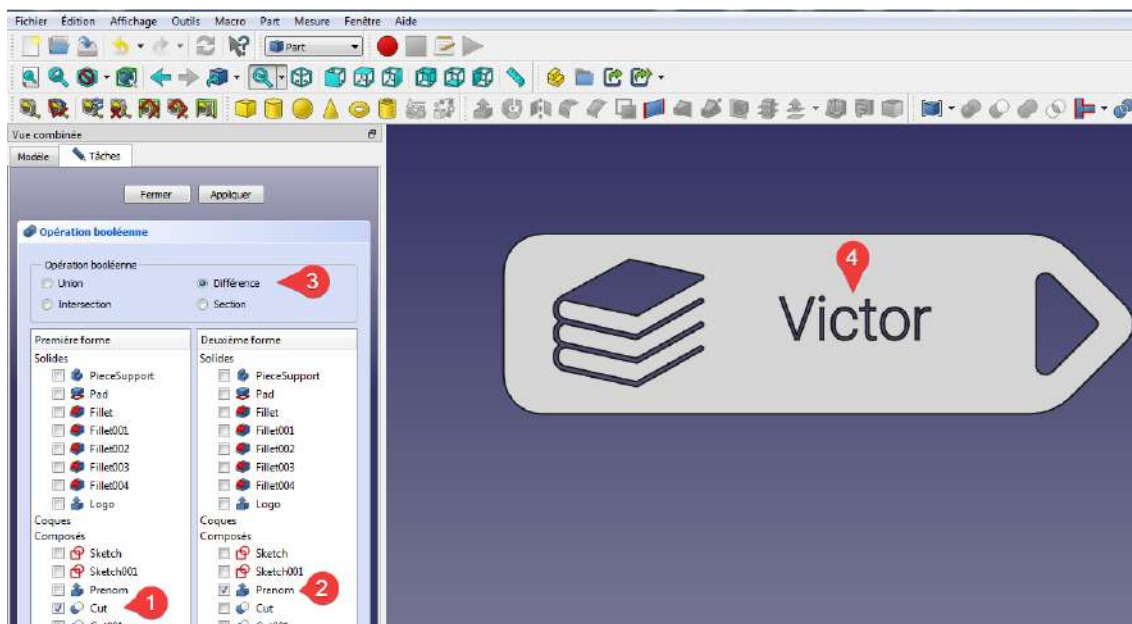 Fichier Édition Affichage Outils Macro Part Mesure Fenêtre Aide
Part
Vue combinée
Modèle Tâches
Fermer Appliquer
Opération booléenne
Opération booléenne
Union Différence 3
Intersection Section
Première forme Deuxième forme
Solides Solides
PieceSupport PieceSupport
Pad Pad
Fillet Fillet
Fillet001 Fillet001
Fillet002 Fillet002
Fillet003 Fillet003
Fillet004 Fillet004
Logo Logo
Coques Coques
Composés Composés
Sketch Sketch
Sketch001 Sketch001
Prenom Prenom 2
Cut 1 Cut
4
Victor